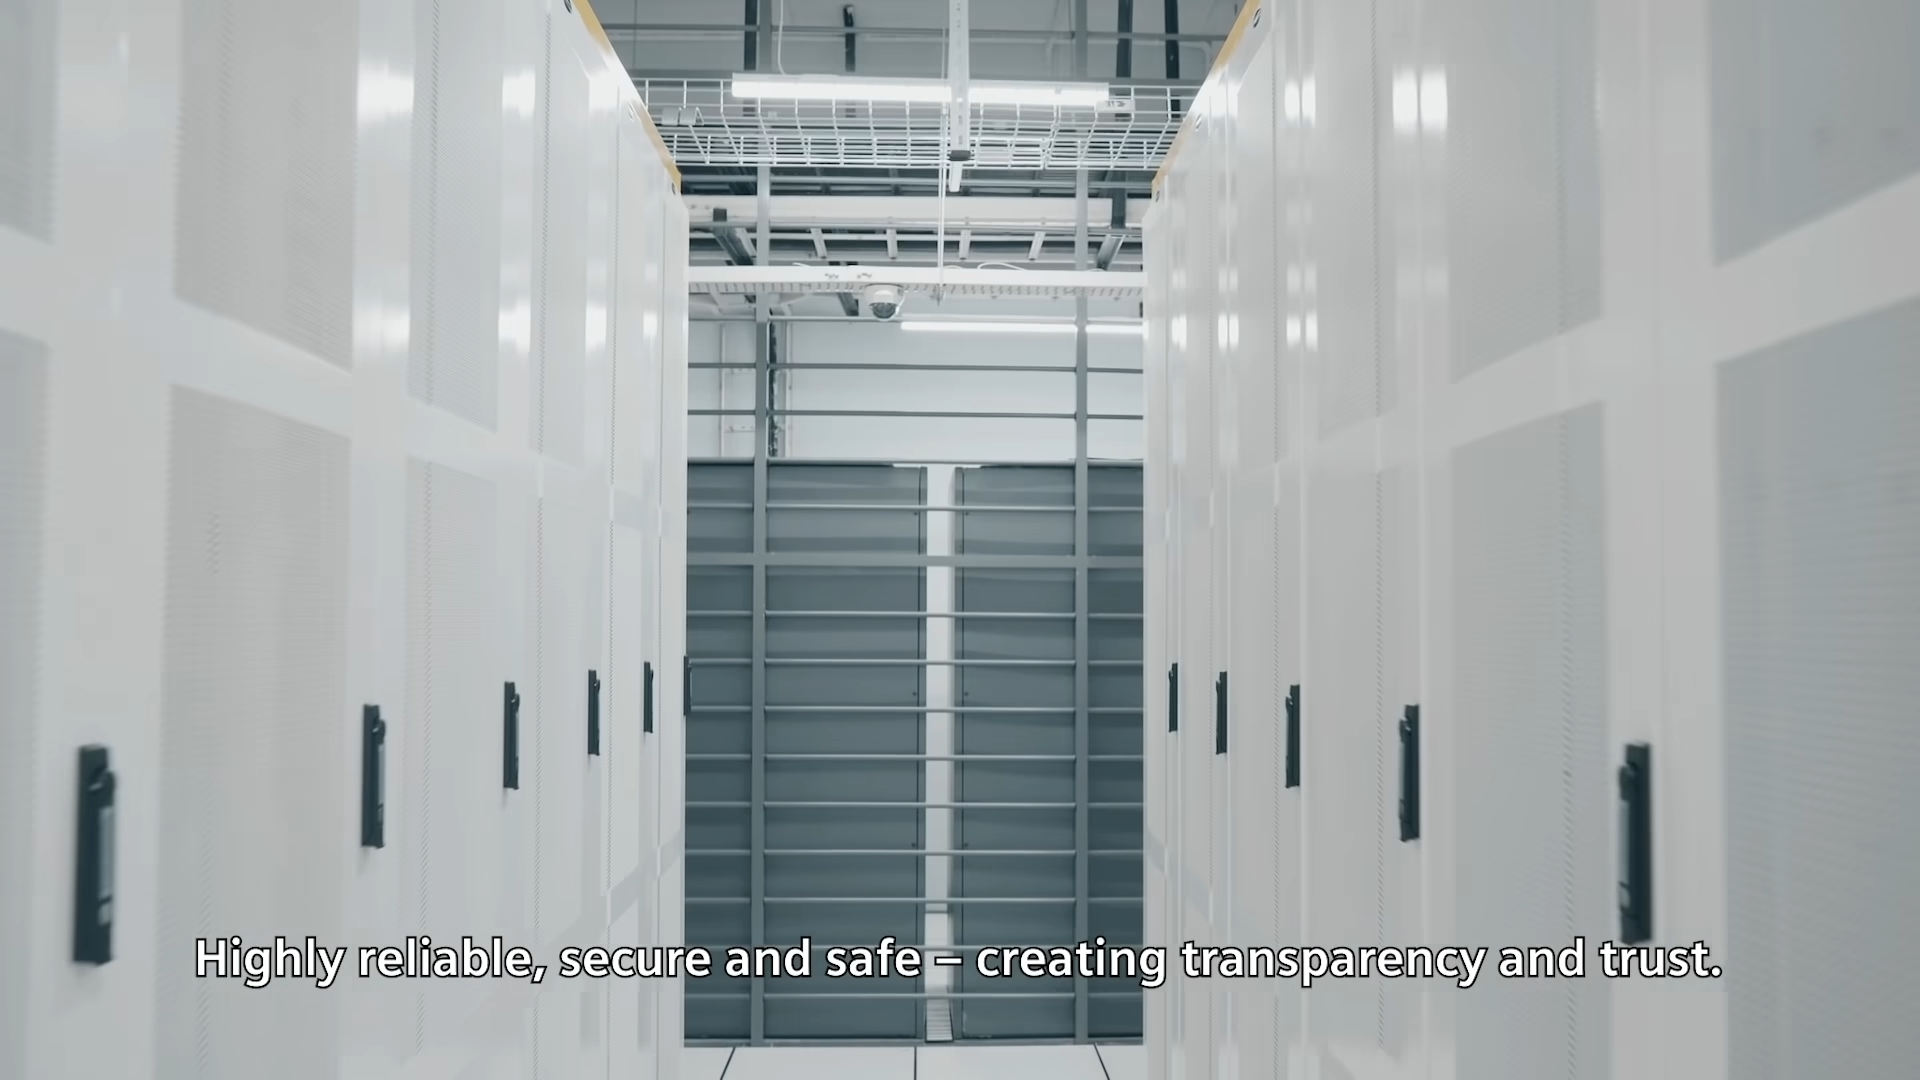 Highly reliable, secure and safe – creating transparency and trust.